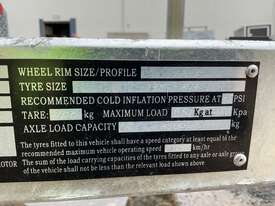 WHEEL RIM SIZE/PROFILE
TYRE SIZE
RECOMMENDED COLD INFLATION PRESSURE AT PSI
TARE: kg MAXIMUM LOAD Kg at Kpa
AXLE LOAD CAPACITY kg
The tyres fitted to this vehicle shall have a speed category at least equal to the
recommended maximum vehicle operating speed km/hr
The sum of the load carrying capacities of the tyres fitted to any axle or axle group
of the vehicle shall not be less than the relevant load shown above